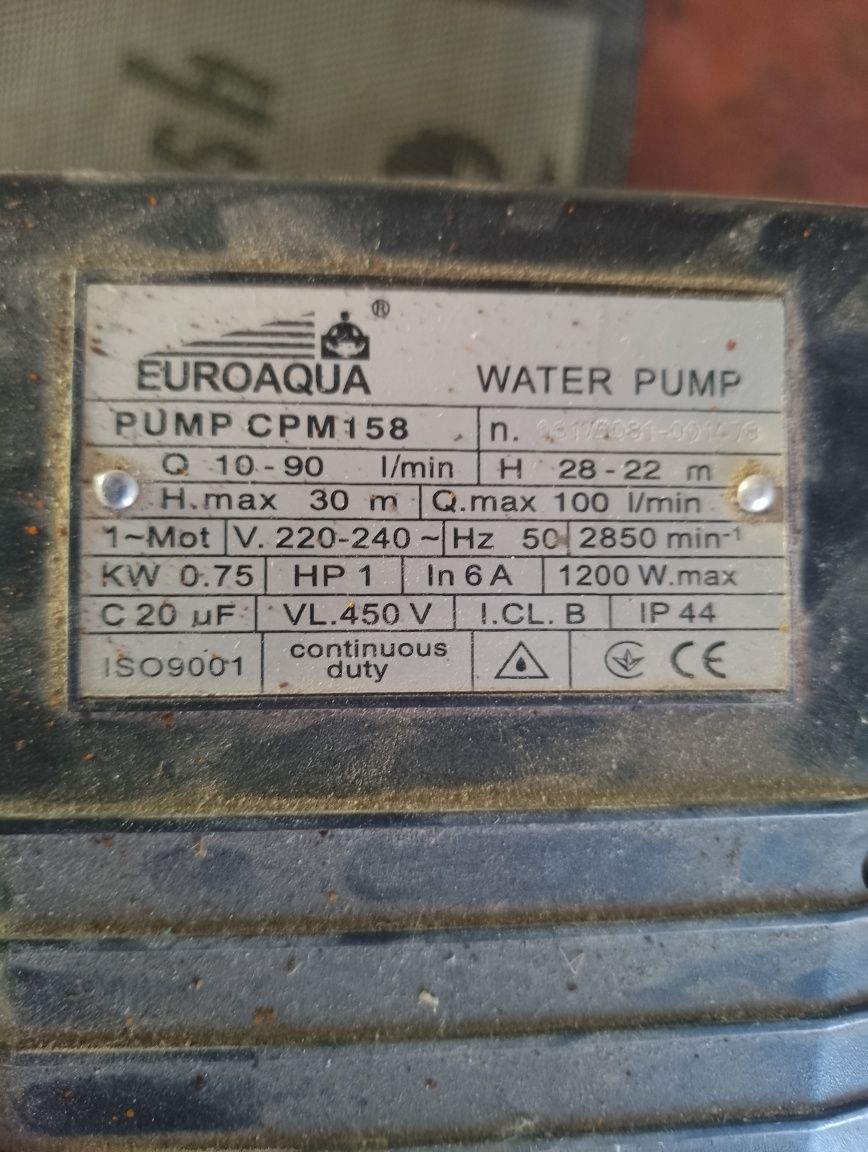 EUROAQUA ® WATER PUMP
PUMP CPM158 n.
Q 10-90 l/min H 28-22 m
H.max 30 m Q.max 100 l/min
1~Mot V. 220-240~ Hz 50 2850 min-¹
KW 0.75 HP 1 In 6 A 1200 W.max
C 20 µF VL.450 V I.CL. B IP 44
ISO9001 continuous duty CE